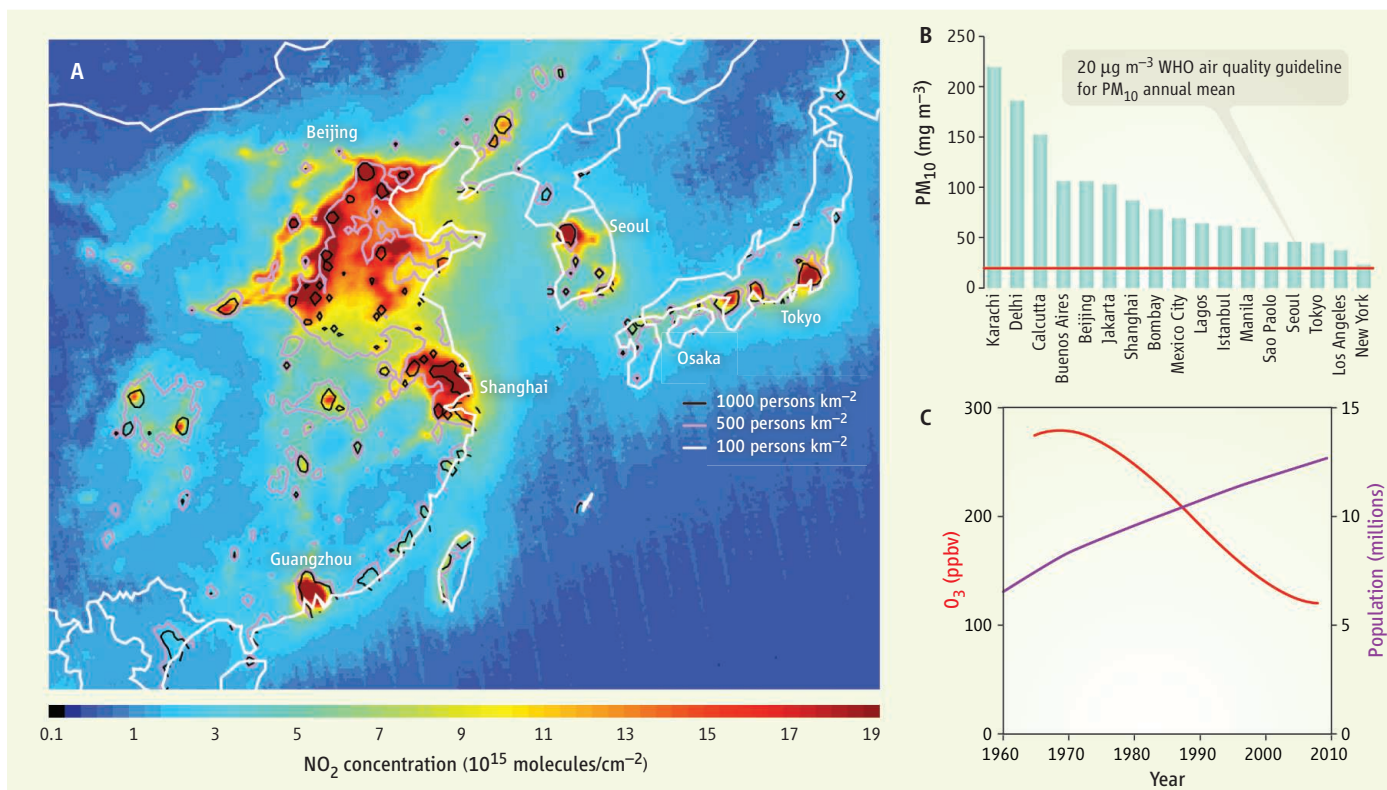 A
Beijing
Seoul
Tokyo
Osaka
Shanghai
Guangzhou
1000 persons km⁻²
500 persons km⁻²
100 persons km⁻²
0.1 1 3 5 7 9 11 13 15 17 19
NO₂ concentration (10¹⁵ molecules/cm⁻²)
B
20 µg m⁻³ WHO air quality guideline
for PM₁₀ annual mean
PM₁₀ (mg m⁻³)
250
200
150
100
50
0
Karachi
Delhi
Calcutta
Buenos Aires
Beijing
Jakarta
Shanghai
Bombay
Mexico City
Lagos
Istanbul
Manila
Sao Paolo
Seoul
Tokyo
Los Angeles
New York
C
O₃ (ppbv)
300
200
100
0
15
10
5
0
Population (millions)
1960 1970 1980 1990 2000 2010
Year